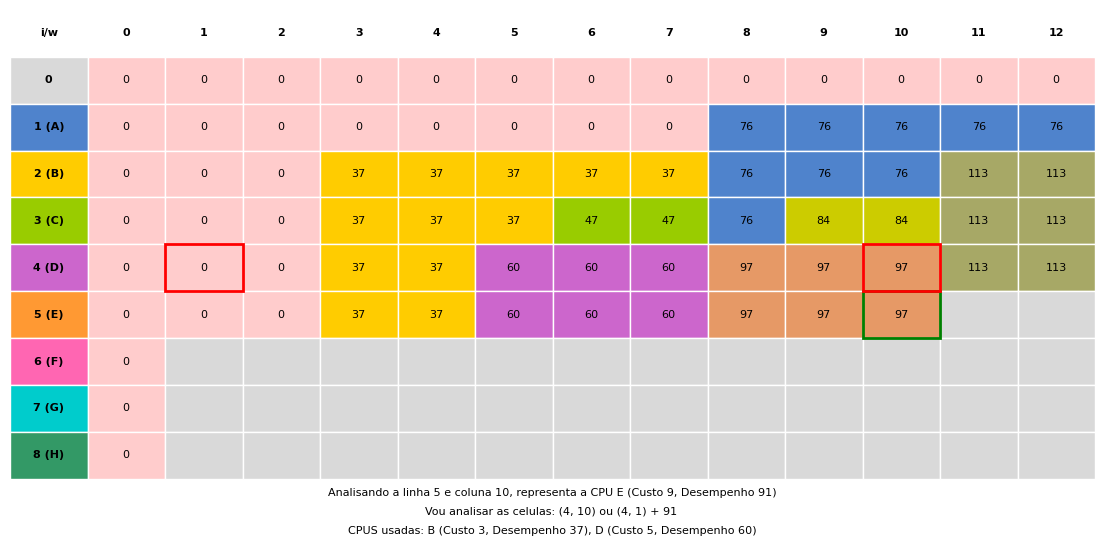 i/w 0 1 2 3 4 5 6 7 8 9 10 11 12
0 0 0 0 0 0 0 0 0 0 0 0 0 0
1 (A) 0 0 0 0 0 0 0 0 76 76 76 76 76
2 (B) 0 0 0 37 37 37 37 37 76 76 76 113 113
3 (C) 0 0 0 37 37 37 47 47 76 84 84 113 113
4 (D) 0 0 0 37 37 60 60 60 97 97 97 113 113
5 (E) 0 0 0 37 37 60 60 60 97 97 97
6 (F) 0
7 (G) 0
8 (H) 0
Analisando a linha 5 e coluna 10, representa a CPU E (Custo 9, Desempenho 91)
Vou analisar as celulas: (4, 10) ou (4, 1) + 91
CPUS usadas: B (Custo 3, Desempenho 37), D (Custo 5, Desempenho 60)